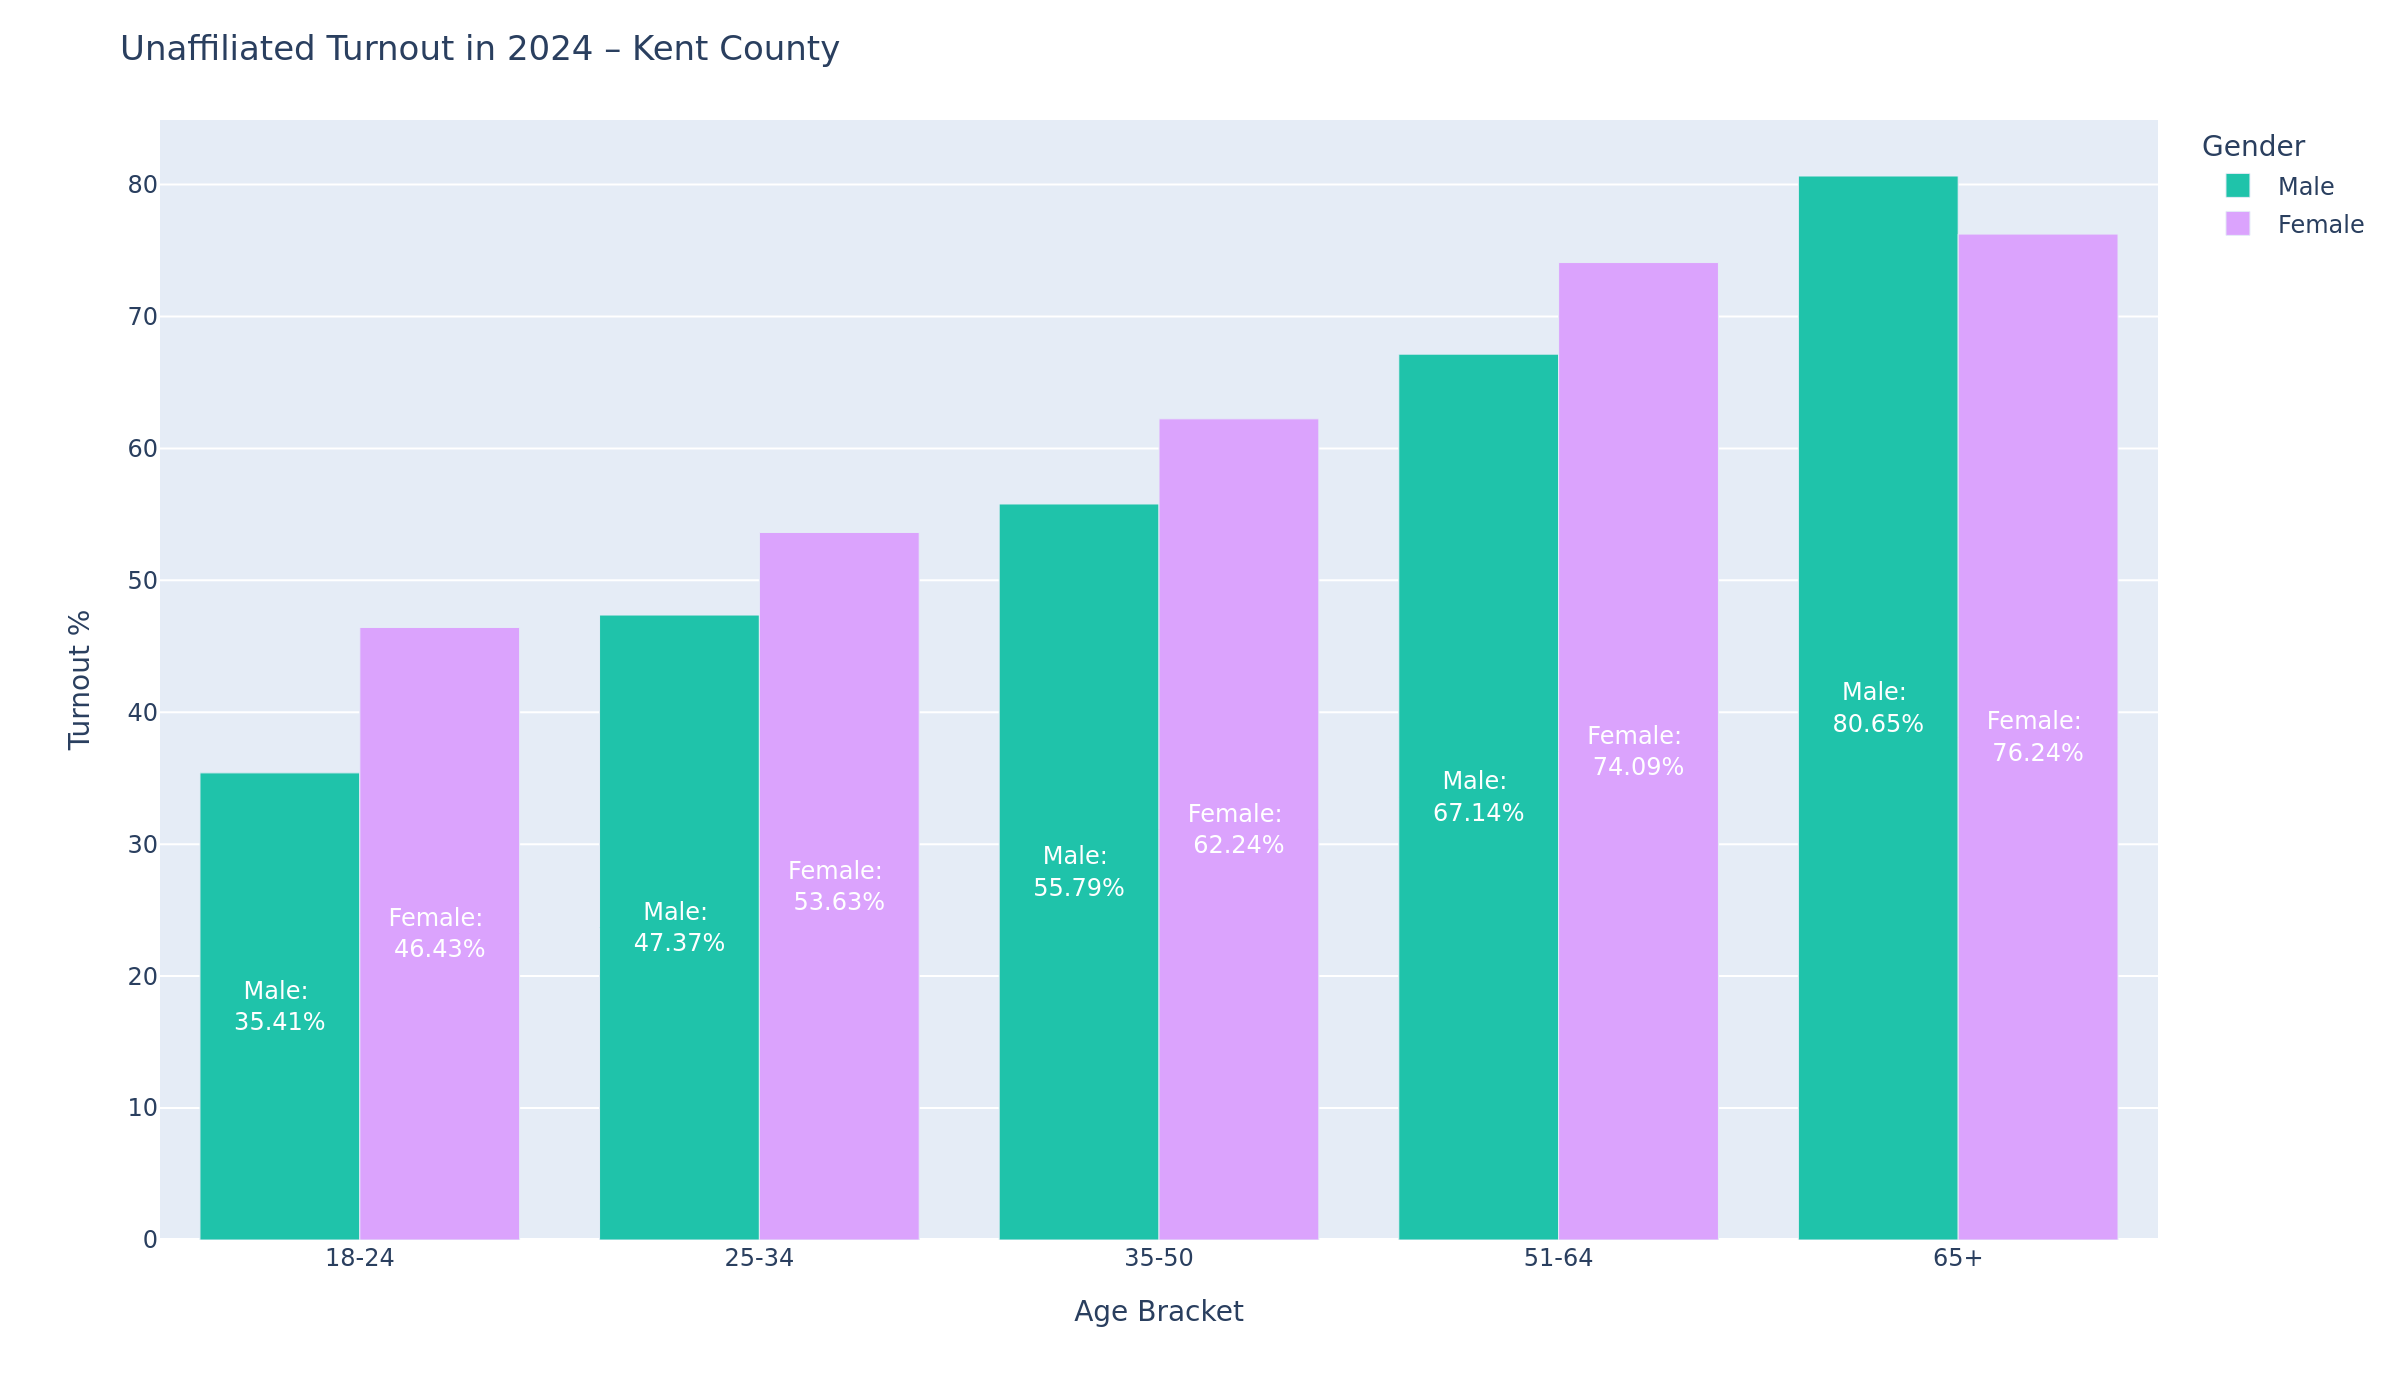 Unaffiliated Turnout in 2024 – Kent County
Gender
Male
Female
Turnout %
80
70
60
50
40
30
20
10
0
Male:
35.41%
Female:
46.43%
Male:
47.37%
Female:
53.63%
Male:
55.79%
Female:
62.24%
Male:
67.14%
Female:
74.09%
Male:
80.65%
Female:
76.24%
18-24
25-34
35-50
51-64
65+
Age Bracket